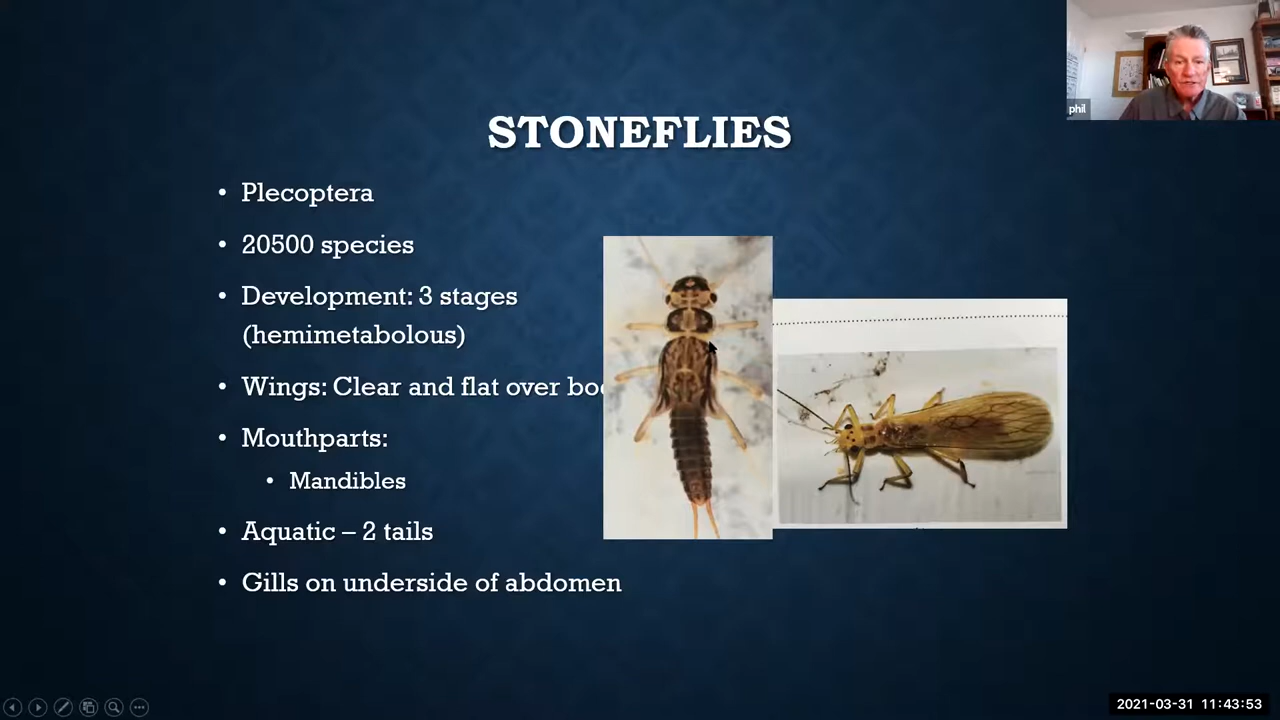 phil
STONEFLIES
• Plecoptera
• 20500 species
• Development: 3 stages
(hemimetabolous)
• Wings: Clear and flat over bo
• Mouthparts:
• Mandibles
• Aquatic – 2 tails
• Gills on underside of abdomen
2021-03-31 11:43:53